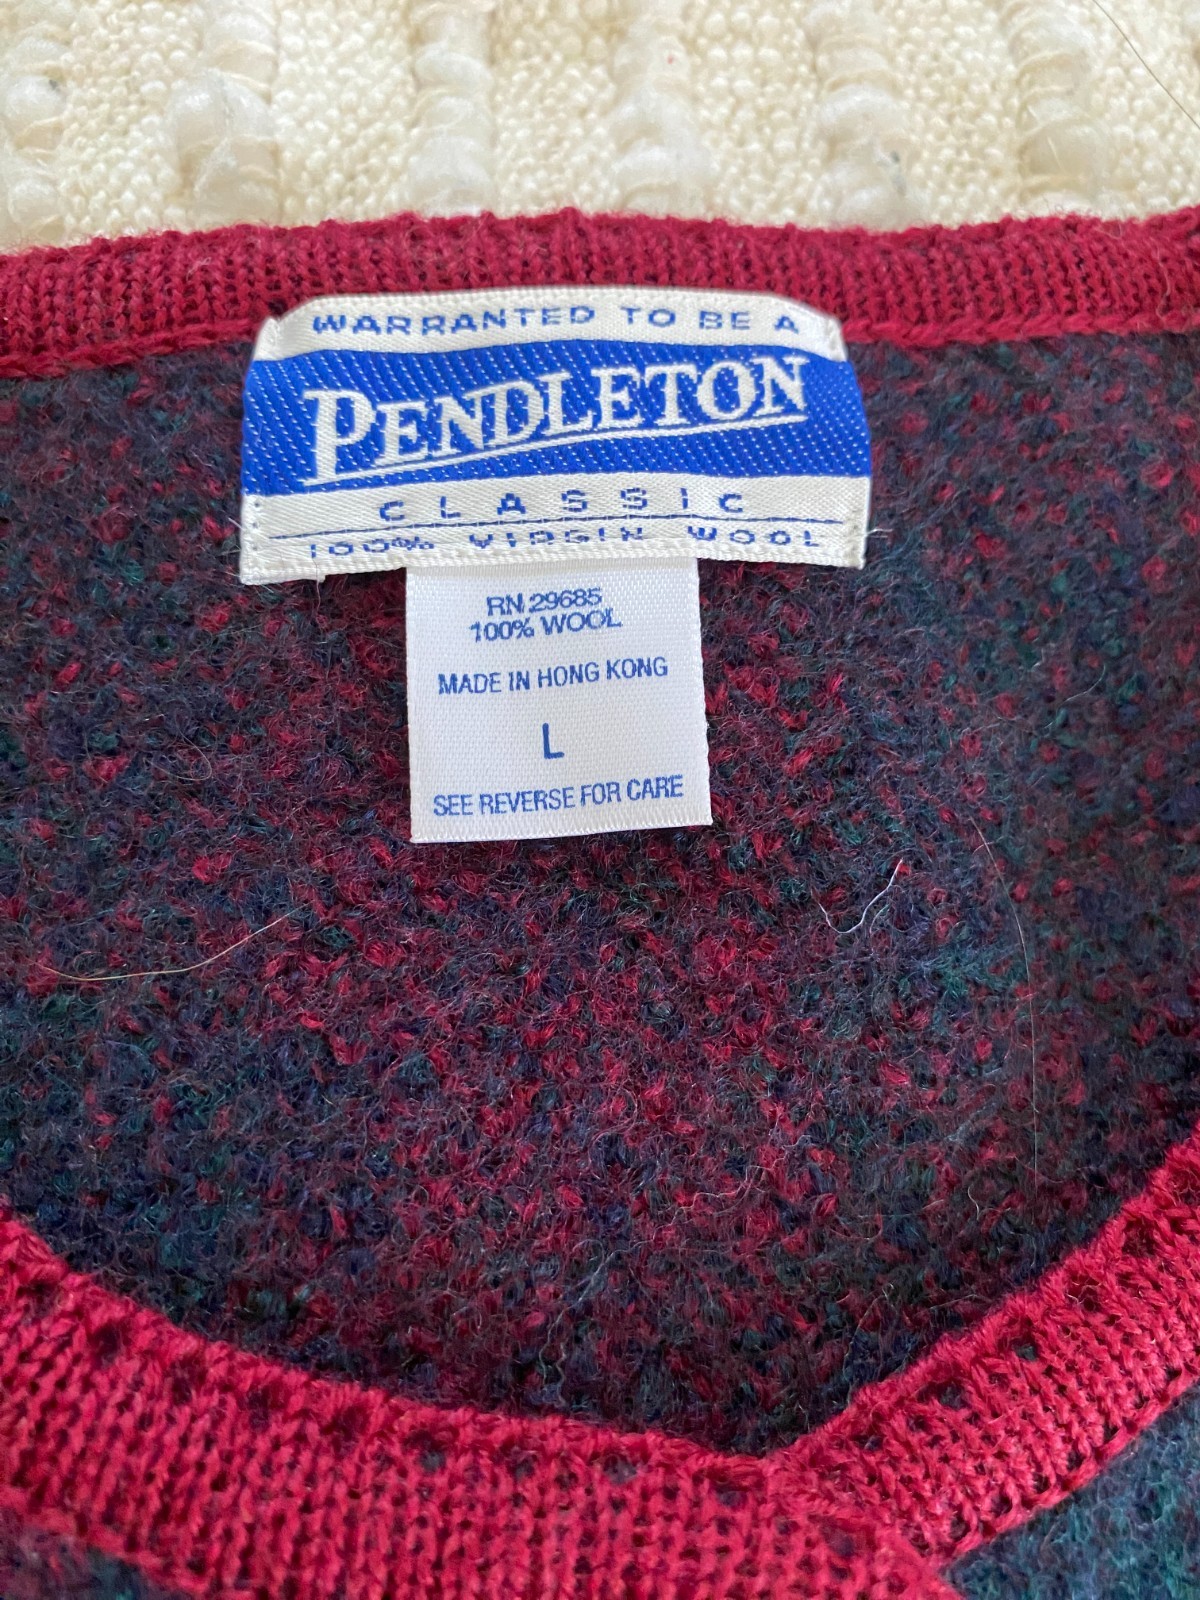 WARRANTED TO BE A
PENDLETON
CLASSIC
100% VIRGIN WOOL
RN 29685
100% WOOL
MADE IN HONG KONG
L
SEE REVERSE FOR CARE